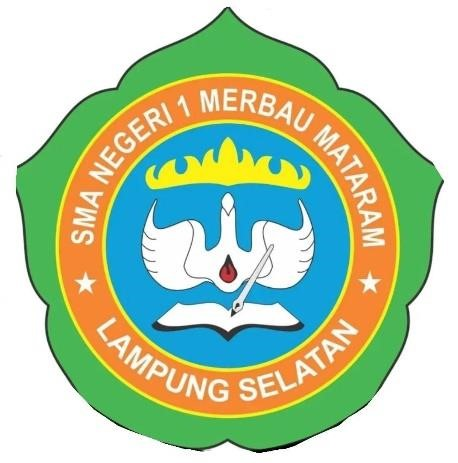 SMA NEGERI 1 MERBAU MATARAM
LAMPUNG SELATAN